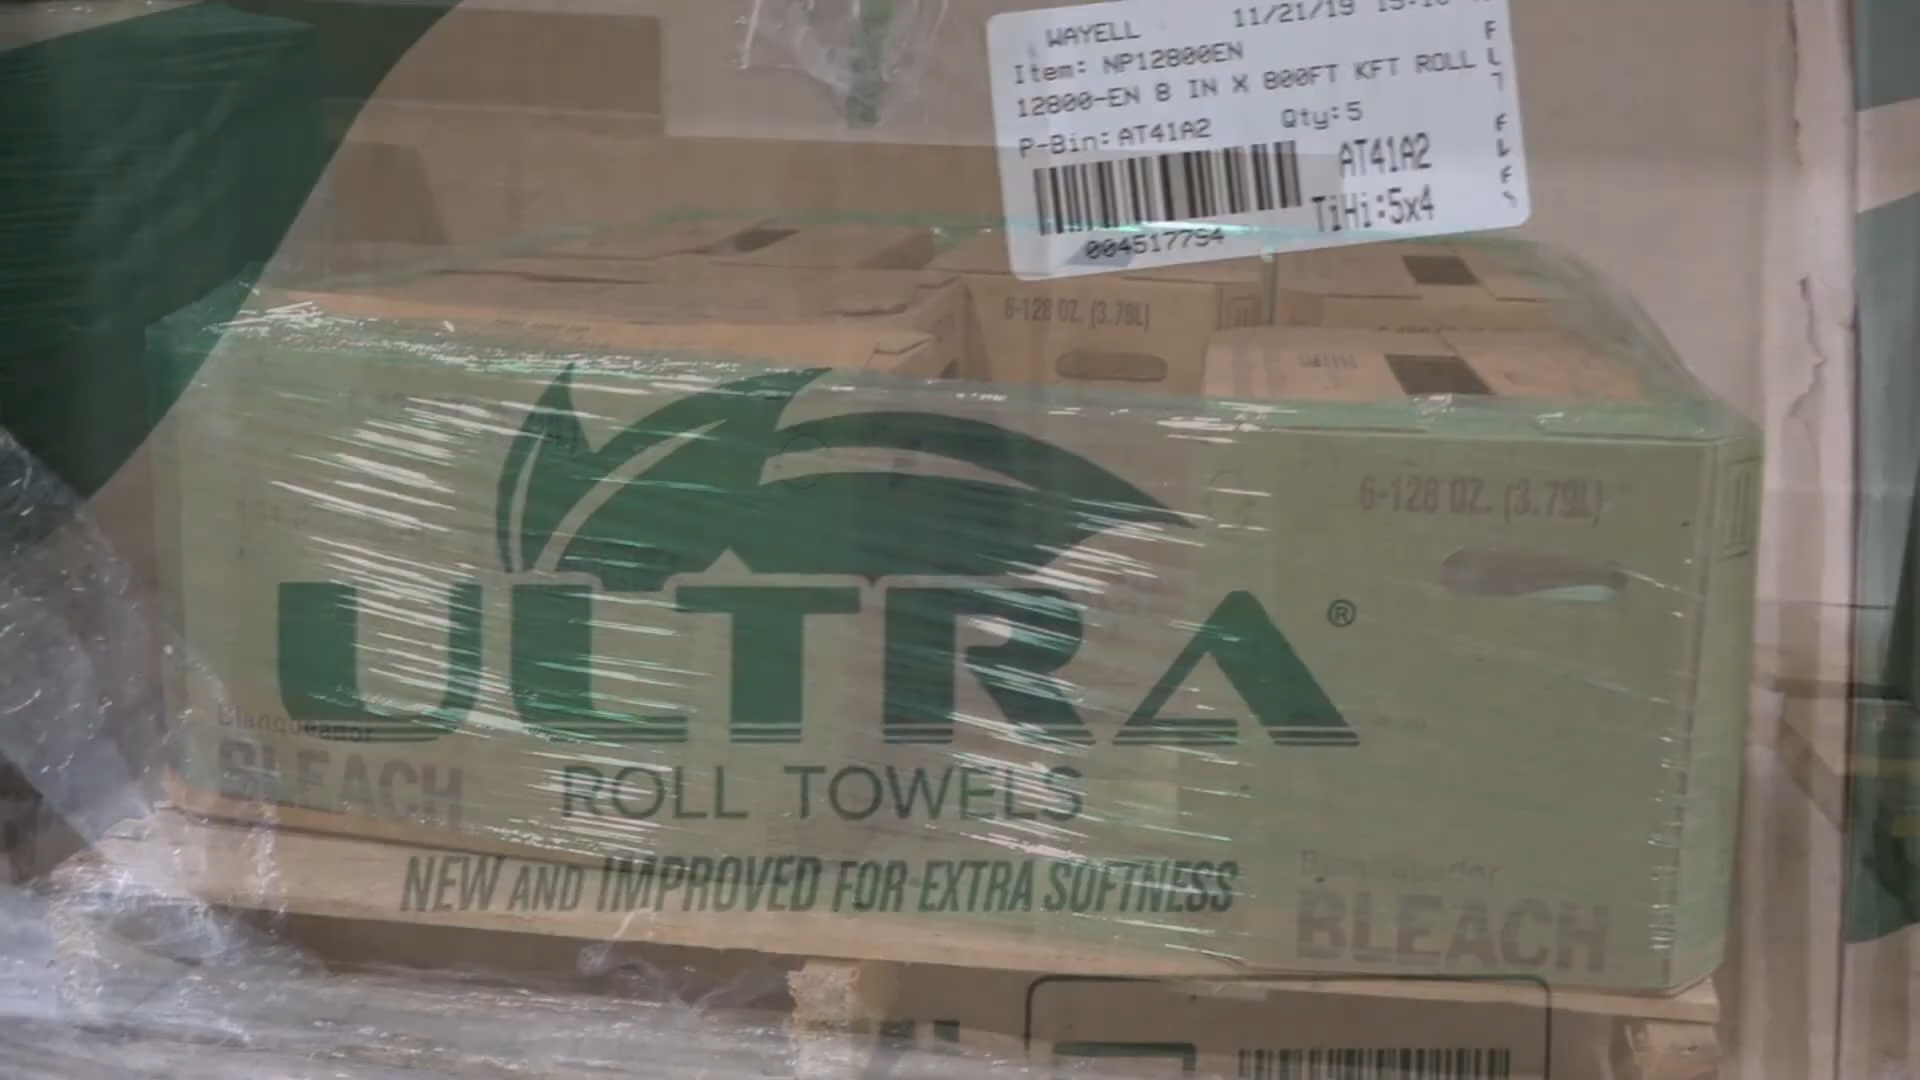 WAYELL 11/21/19
Item: NP12800EN
12800-EN 8 IN X 800FT KFT ROLL
P-Bin: AT41A2 Qty:5
AT41A2
TiHi:5x4
004517794
6-128 OZ. (3.79L)
6-128 OZ. (3.79L)
ULTRA®
Blanqueador
BLEACH
ROLL TOWELS
NEW AND IMPROVED FOR EXTRA SOFTNESS
Blanqueador
BLEACH